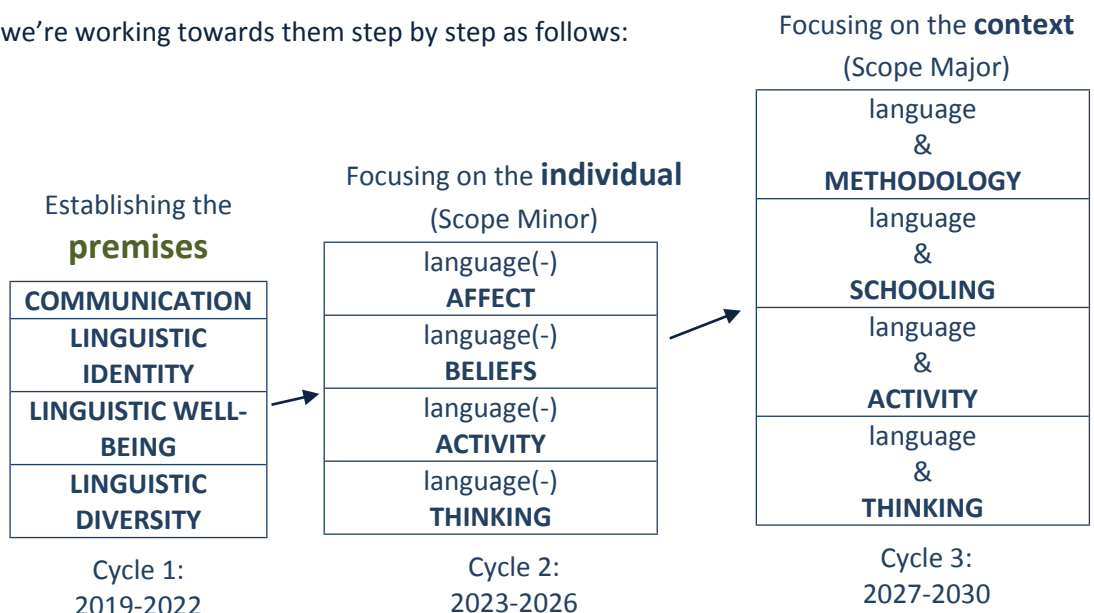 we're working towards them step by step as follows:
Establishing the
premises
COMMUNICATION
LINGUISTIC
IDENTITY
LINGUISTIC WELL-
BEING
LINGUISTIC
DIVERSITY
Cycle 1:
2019-2022
Focusing on the individual
(Scope Minor)
language(-)
AFFECT
language(-)
BELIEFS
language(-)
ACTIVITY
language(-)
THINKING
Cycle 2:
2023-2026
Focusing on the context
(Scope Major)
language
&
METHODOLOGY
language
&
SCHOOLING
language
&
ACTIVITY
language
&
THINKING
Cycle 3:
2027-2030